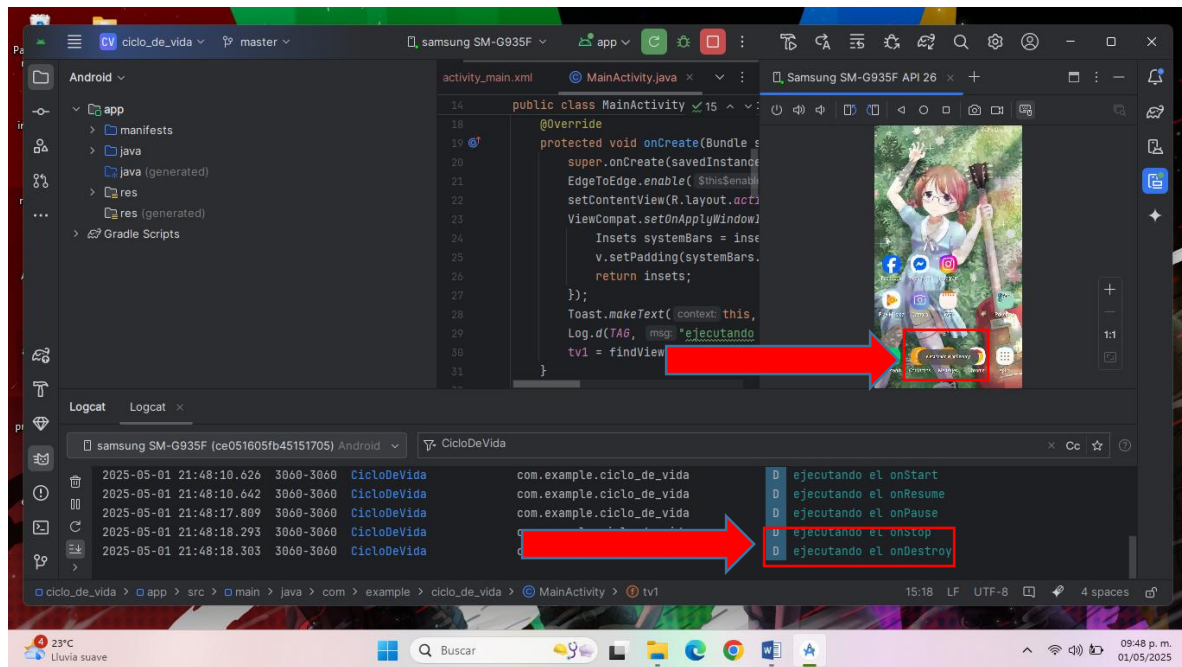 CV ciclo_de_vida master samsung SM-G935F app
Android
activity_main.xml MainActivity.java Samsung SM-G935F API 26
app
manifests
java
java (generated)
res
res (generated)
Gradle Scripts
14 public class MainActivity 15
18 @Override
19 protected void onCreate(Bundle s
20 super.onCreate(savedInstance
21 EdgeToEdge.enable( $this$enabl
22 setContentView(R.layout.acti
23 ViewCompat.setOnApplyWindowI
24 Insets systemBars = inse
25 v.setPadding(systemBars.
26 return insets;
27 });
28 Toast.makeText( context: this,
29 Log.d(TAG, msg: "ejecutando
30 tv1 = findView
31 }
1:1
Logcat Logcat
samsung SM-G935F (ce051605fb45151705) Android CicloDeVida Cc
2025-05-01 21:48:10.626 3060-3060 CicloDeVida com.example.ciclo_de_vida D ejecutando el onStart
2025-05-01 21:48:10.642 3060-3060 CicloDeVida com.example.ciclo_de_vida D ejecutando el onResume
2025-05-01 21:48:17.809 3060-3060 CicloDeVida com.example.ciclo_de_vida D ejecutando el onPause
2025-05-01 21:48:18.293 3060-3060 CicloDeVida D ejecutando el onStop
2025-05-01 21:48:18.303 3060-3060 CicloDeVida D ejecutando el onDestroy
ciclo_de_vida > app > src > main > java > com > example > ciclo_de_vida > MainActivity > tv1 15:18 LF UTF-8 4 spaces
4 23°C
Lluvia suave
Buscar
09:48 p. m.
01/05/2025